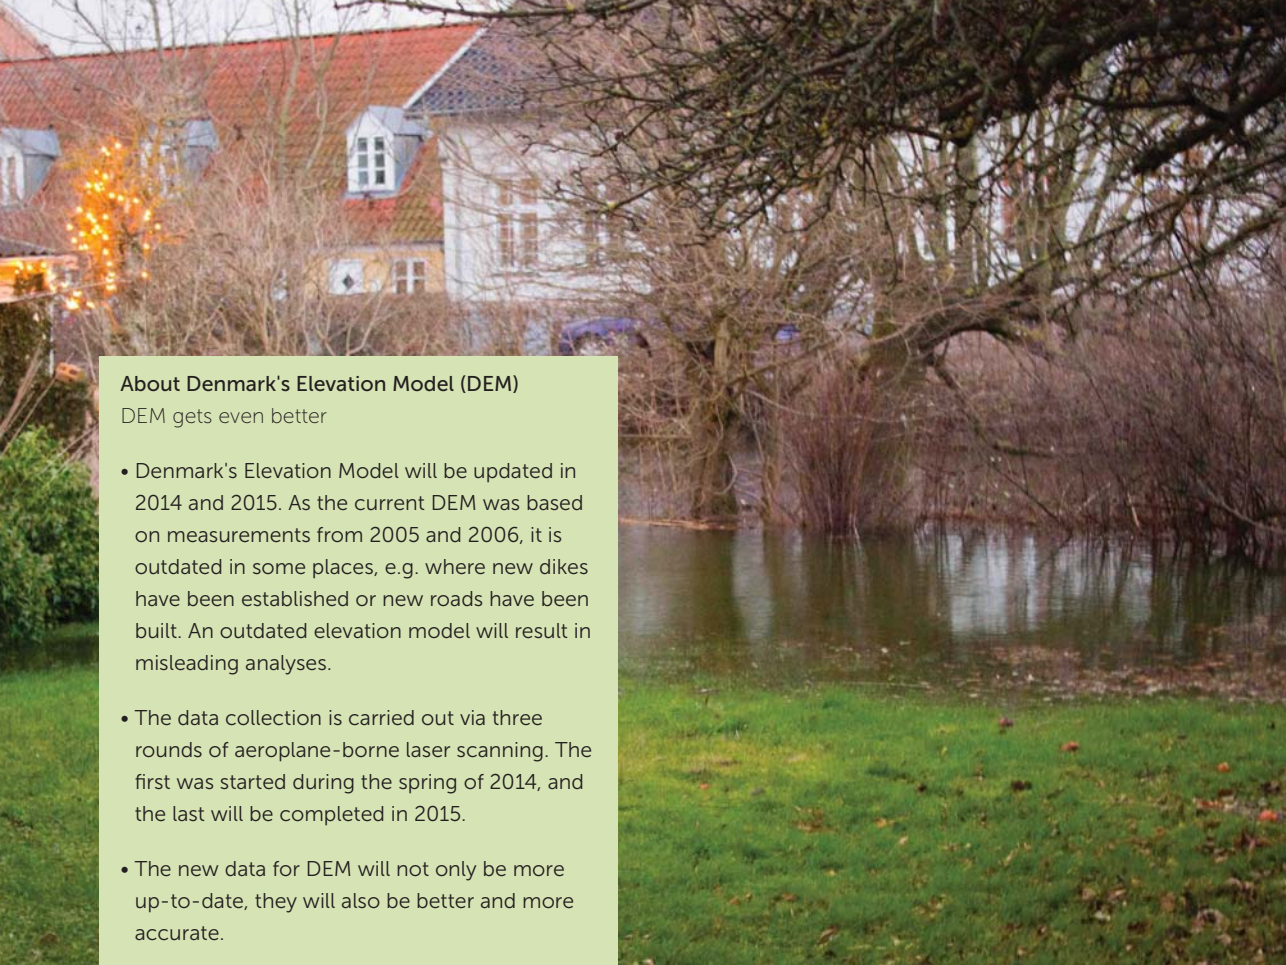 About Denmark's Elevation Model (DEM)
DEM gets even better
• Denmark's Elevation Model will be updated in
2014 and 2015. As the current DEM was based
on measurements from 2005 and 2006, it is
outdated in some places, e.g. where new dikes
have been established or new roads have been
built. An outdated elevation model will result in
misleading analyses.
• The data collection is carried out via three
rounds of aeroplane-borne laser scanning. The
first was started during the spring of 2014, and
the last will be completed in 2015.
• The new data for DEM will not only be more
up-to-date, they will also be better and more
accurate.